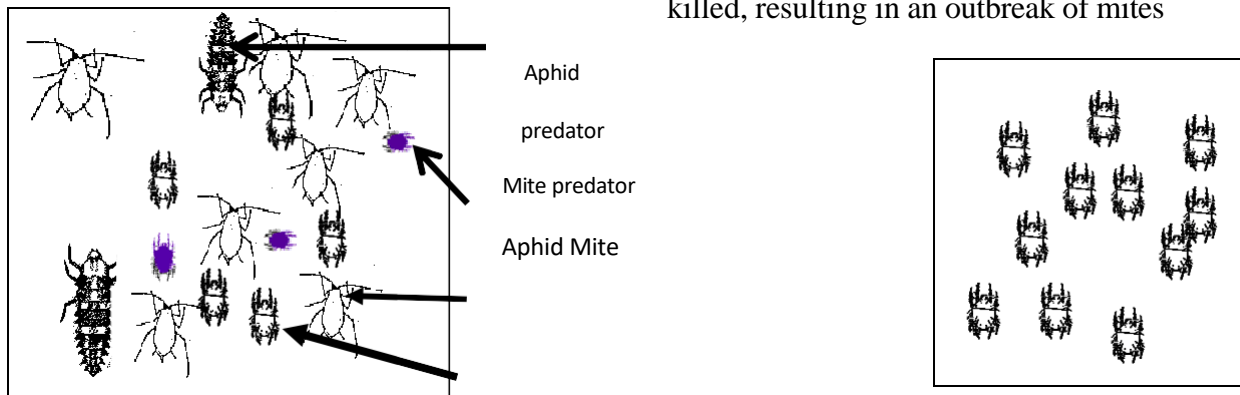 killed, resulting in an outbreak of mites
Aphid
predator
Mite predator
Aphid Mite